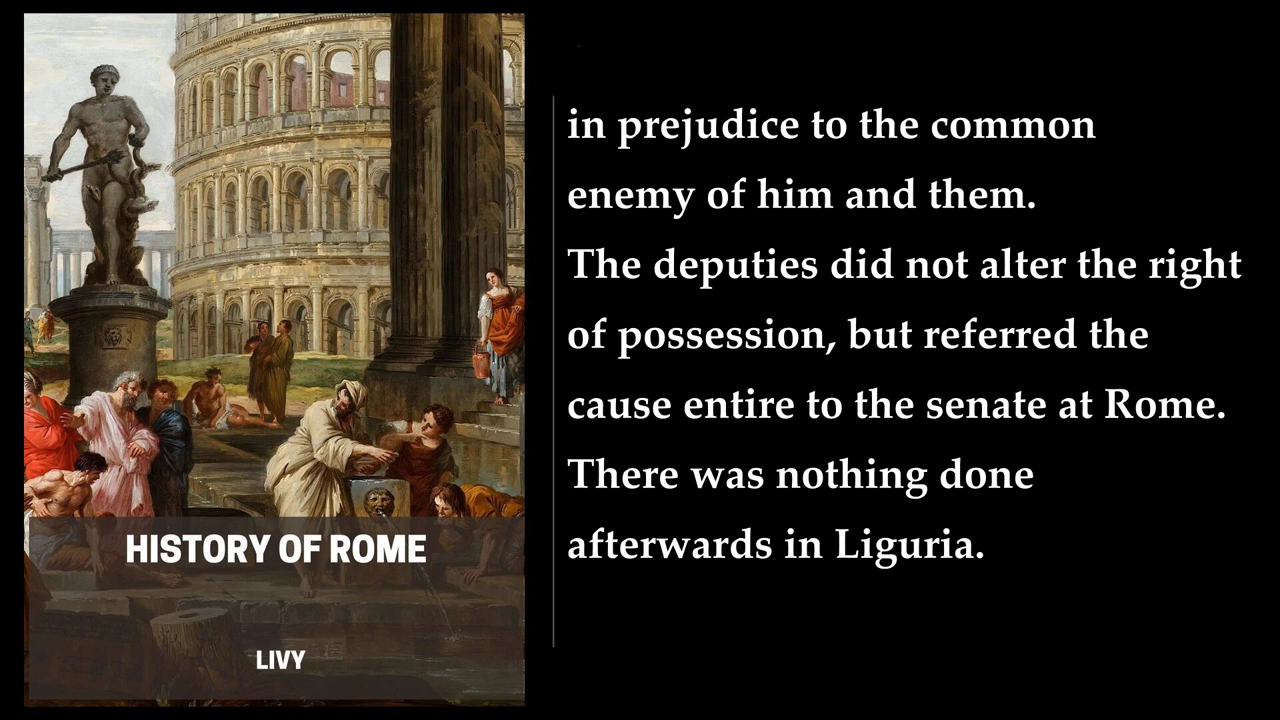 HISTORY OF ROME
LIVY
in prejudice to the common
enemy of him and them.
The deputies did not alter the right
of possession, but referred the
cause entire to the senate at Rome.
There was nothing done
afterwards in Liguria.